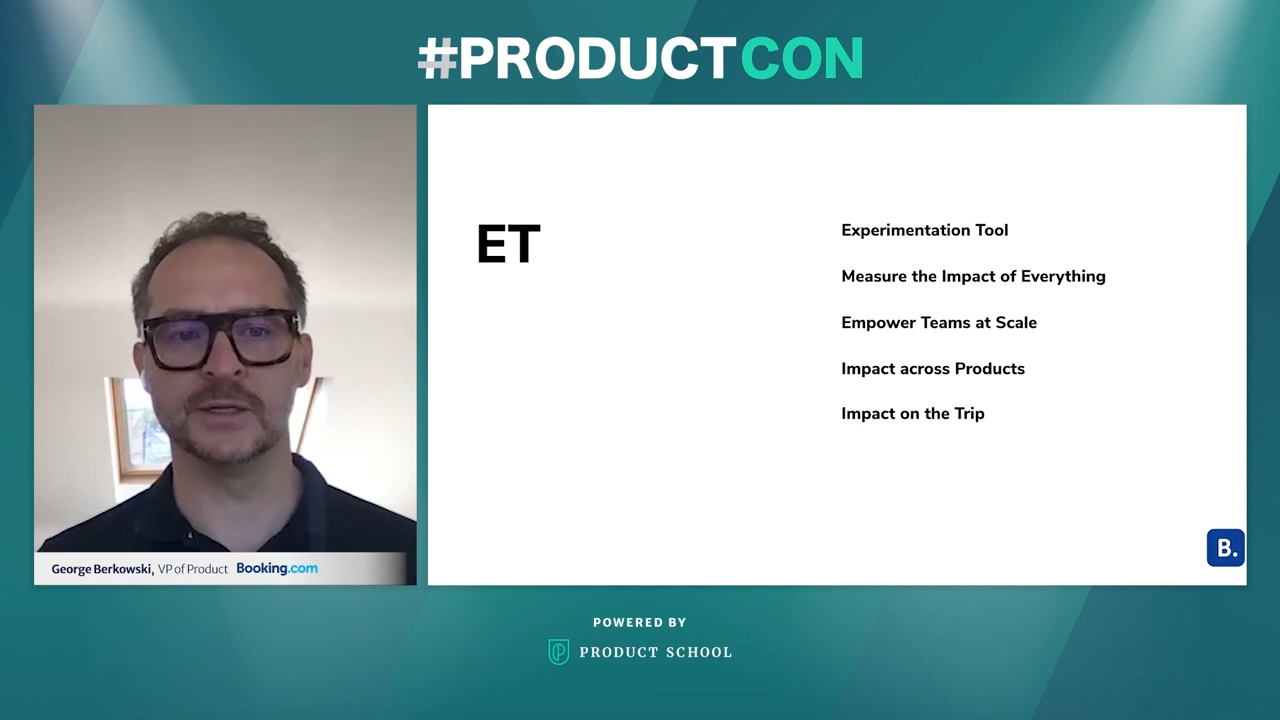 #PRODUCTCON
ET
Experimentation Tool
Measure the Impact of Everything
Empower Teams at Scale
Impact across Products
Impact on the Trip
B.
George Berkowski, VP of Product Booking.com
POWERED BY
PRODUCT SCHOOL